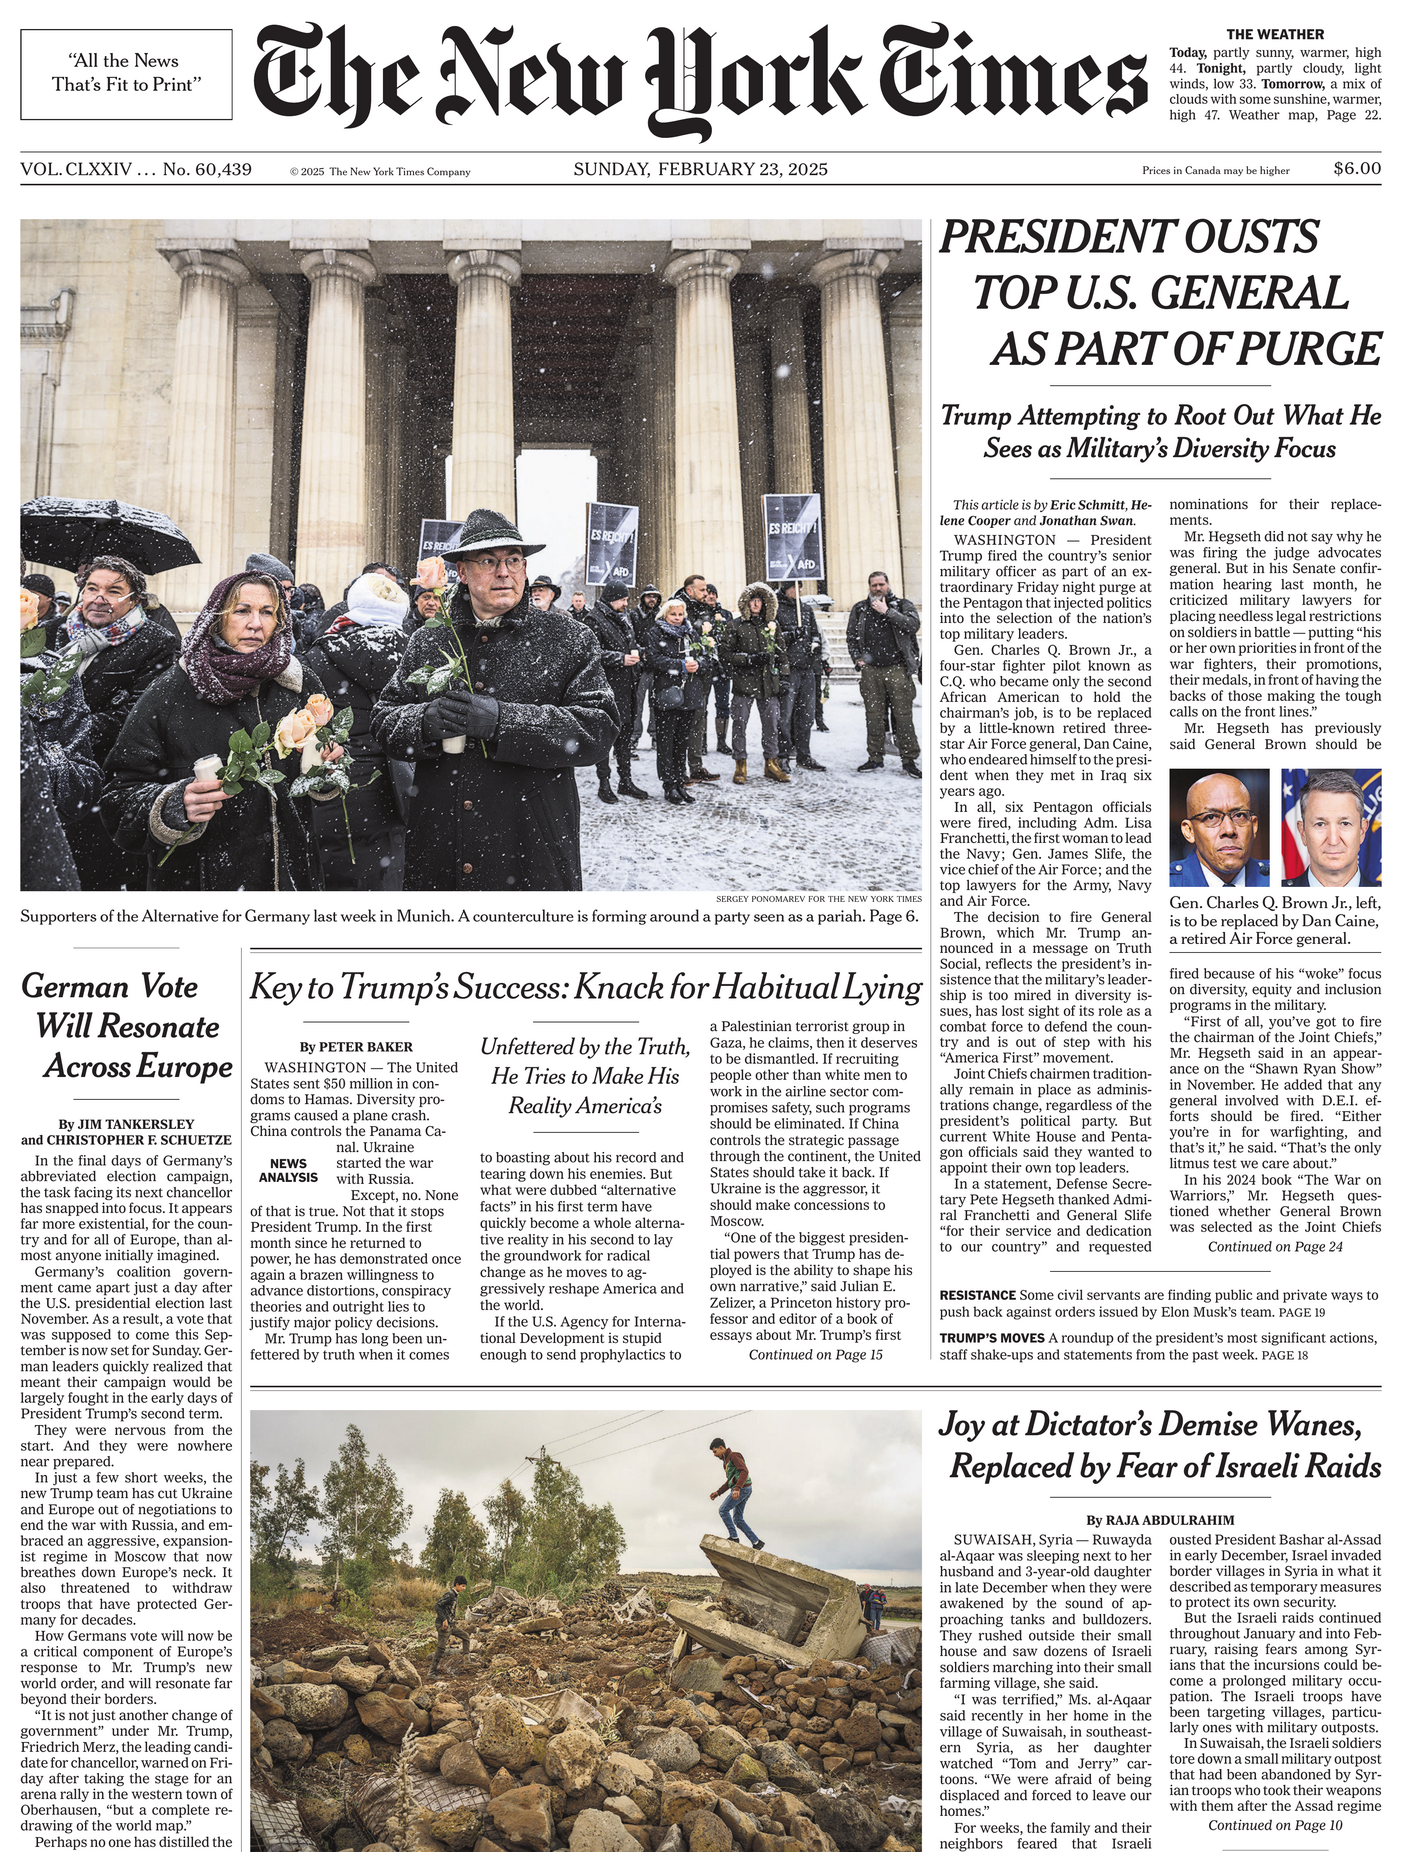 "All the News
That's Fit to Print"
The New York Times
THE WEATHER
Today, partly sunny, warmer, high
44. Tonight, partly cloudy, light
winds, low 33. Tomorrow, a mix of
clouds with some sunshine, warmer,
high 47. Weather map, Page 22.
VOL. CLXXIV . . . No. 60,439
© 2025 The New York Times Company
SUNDAY, FEBRUARY 23, 2025
Prices in Canada may be higher
$6.00
ES REICHT!
AfD
ES REICHT!
AfD
ES REICHT!
AfD
SERGEY PONOMAREV FOR THE NEW YORK TIMES
Supporters of the Alternative for Germany last week in Munich. A counterculture is forming around a party seen as a pariah. Page 6.
PRESIDENT OUSTS
TOP U.S. GENERAL
AS PART OF PURGE
Trump Attempting to Root Out What He
Sees as Military's Diversity Focus
This article is by Eric Schmitt, He-
lene Cooper and Jonathan Swan.
WASHINGTON — President
Trump fired the country's senior
military officer as part of an ex-
traordinary Friday night purge at
the Pentagon that injected politics
into the selection of the nation's
top military leaders.
Gen. Charles Q. Brown Jr., a
four-star fighter pilot known as
C.Q. who became only the second
African American to hold the
chairman's job, is to be replaced
by a little-known retired three-
star Air Force general, Dan Caine,
who endeared himself to the presi-
dent when they met in Iraq six
years ago.
In all, six Pentagon officials
were fired, including Adm. Lisa
Franchetti, the first woman to lead
the Navy; Gen. James Slife, the
vice chief of the Air Force; and the
top lawyers for the Army, Navy
and Air Force.
The decision to fire General
Brown, which Mr. Trump an-
nounced in a message on Truth
Social, reflects the president's in-
sistence that the military's leader-
ship is too mired in diversity is-
sues, has lost sight of its role as a
combat force to defend the coun-
try and is out of step with his
"America First" movement.
Joint Chiefs chairmen tradition-
ally remain in place as adminis-
trations change, regardless of the
president's political party. But
current White House and Penta-
gon officials said they wanted to
appoint their own top leaders.
In a statement, Defense Secre-
tary Pete Hegseth thanked Admi-
ral Franchetti and General Slife
"for their service and dedication
to our country" and requested
nominations for their replace-
ments.
Mr. Hegseth did not say why he
was firing the judge advocates
general. But in his Senate confir-
mation hearing last month, he
criticized military lawyers for
placing needless legal restrictions
on soldiers in battle — putting "his
or her own priorities in front of the
war fighters, their promotions,
their medals, in front of having the
backs of those making the tough
calls on the front lines."
Mr. Hegseth has previously
said General Brown should be
Gen. Charles Q. Brown Jr., left,
is to be replaced by Dan Caine,
a retired Air Force general.
fired because of his "woke" focus
on diversity, equity and inclusion
programs in the military.
"First of all, you've got to fire
the chairman of the Joint Chiefs,"
Mr. Hegseth said in an appear-
ance on the "Shawn Ryan Show"
in November. He added that any
general involved with D.E.I. ef-
forts should be fired. "Either
you're in for warfighting, and
that's it," he said. "That's the only
litmus test we care about."
In his 2024 book "The War on
Warriors," Mr. Hegseth ques-
tioned whether General Brown
was selected as the Joint Chiefs
Continued on Page 24
RESISTANCE Some civil servants are finding public and private ways to
push back against orders issued by Elon Musk's team. PAGE 19
TRUMP'S MOVES A roundup of the president's most significant actions,
staff shake-ups and statements from the past week. PAGE 18
German Vote
Will Resonate
Across Europe
By JIM TANKERSLEY
and CHRISTOPHER F. SCHUETZE
In the final days of Germany's
abbreviated election campaign,
the task facing its next chancellor
has snapped into focus. It appears
far more existential, for the coun-
try and for all of Europe, than al-
most anyone initially imagined.
Germany's coalition govern-
ment came apart just a day after
the U.S. presidential election last
November. As a result, a vote that
was supposed to come this Sep-
tember is now set for Sunday. Ger-
man leaders quickly realized that
meant their campaign would be
largely fought in the early days of
President Trump's second term.
They were nervous from the
start. And they were nowhere
near prepared.
In just a few short weeks, the
new Trump team has cut Ukraine
and Europe out of negotiations to
end the war with Russia, and em-
braced an aggressive, expansion-
ist regime in Moscow that now
breathes down Europe's neck. It
also threatened to withdraw
troops that have protected Ger-
many for decades.
How Germans vote will now be
a critical component of Europe's
response to Mr. Trump's new
world order, and will resonate far
beyond their borders.
"It is not just another change of
government" under Mr. Trump,
Friedrich Merz, the leading candi-
date for chancellor, warned on Fri-
day after taking the stage for an
arena rally in the western town of
Oberhausen, "but a complete re-
drawing of the world map."
Perhaps no one has distilled the
Key to Trump's Success: Knack for Habitual Lying
By PETER BAKER
WASHINGTON — The United
States sent $50 million in con-
doms to Hamas. Diversity pro-
grams caused a plane crash.
China controls the Panama Ca-
nal. Ukraine
started the war
with Russia.
NEWS
ANALYSIS
Except, no. None
of that is true. Not that it stops
President Trump. In the first
month since he returned to
power, he has demonstrated once
again a brazen willingness to
advance distortions, conspiracy
theories and outright lies to
justify major policy decisions.
Mr. Trump has long been un-
fettered by truth when it comes
Unfettered by the Truth,
He Tries to Make His
Reality America's
to boasting about his record and
tearing down his enemies. But
what were dubbed "alternative
facts" in his first term have
quickly become a whole alterna-
tive reality in his second to lay
the groundwork for radical
change as he moves to ag-
gressively reshape America and
the world.
If the U.S. Agency for Interna-
tional Development is stupid
enough to send prophylactics to
a Palestinian terrorist group in
Gaza, he claims, then it deserves
to be dismantled. If recruiting
people other than white men to
work in the airline sector com-
promises safety, such programs
should be eliminated. If China
controls the strategic passage
through the continent, the United
States should take it back. If
Ukraine is the aggressor, it
should make concessions to
Moscow.
"One of the biggest presiden-
tial powers that Trump has de-
ployed is the ability to shape his
own narrative," said Julian E.
Zelizer, a Princeton history pro-
fessor and editor of a book of
essays about Mr. Trump's first
Continued on Page 15
Joy at Dictator's Demise Wanes,
Replaced by Fear of Israeli Raids
By RAJA ABDULRAHIM
SUWAISAH, Syria — Ruwayda
al-Aqaar was sleeping next to her
husband and 3-year-old daughter
in late December when they were
awakened by the sound of ap-
proaching tanks and bulldozers.
They rushed outside their small
house and saw dozens of Israeli
soldiers marching into their small
farming village, she said.
"I was terrified," Ms. al-Aqaar
said recently in her home in the
village of Suwaisah, in southeast-
ern Syria, as her daughter
watched "Tom and Jerry" car-
toons. "We were afraid of being
displaced and forced to leave our
homes."
For weeks, the family and their
neighbors feared that Israeli
ousted President Bashar al-Assad
in early December, Israel invaded
border villages in Syria in what it
described as temporary measures
to protect its own security.
But the Israeli raids continued
throughout January and into Feb-
ruary, raising fears among Syr-
ians that the incursions could be-
come a prolonged military occu-
pation. The Israeli troops have
been targeting villages, particu-
larly ones with military outposts.
In Suwaisah, the Israeli soldiers
tore down a small military outpost
that had been abandoned by Syr-
ian troops who took their weapons
with them after the Assad regime
Continued on Page 10